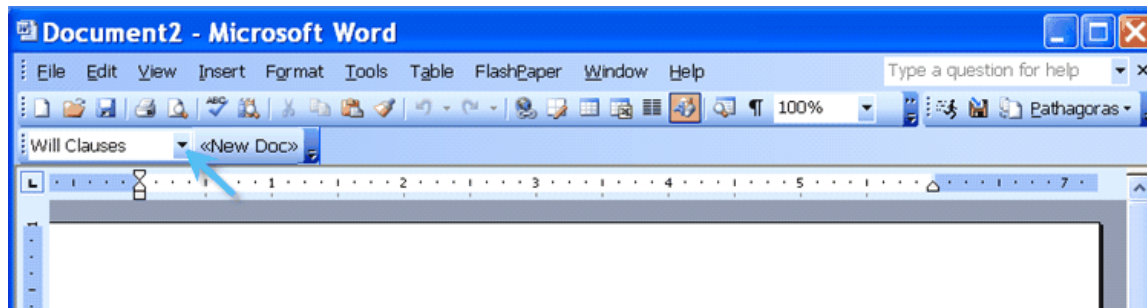 Document2 - Microsoft Word
File Edit View Insert Format Tools Table FlashPaper Window Help Type a question for help
ABC 100% Pathagoras
Will Clauses «New Doc»
1 2 3 4 5 7